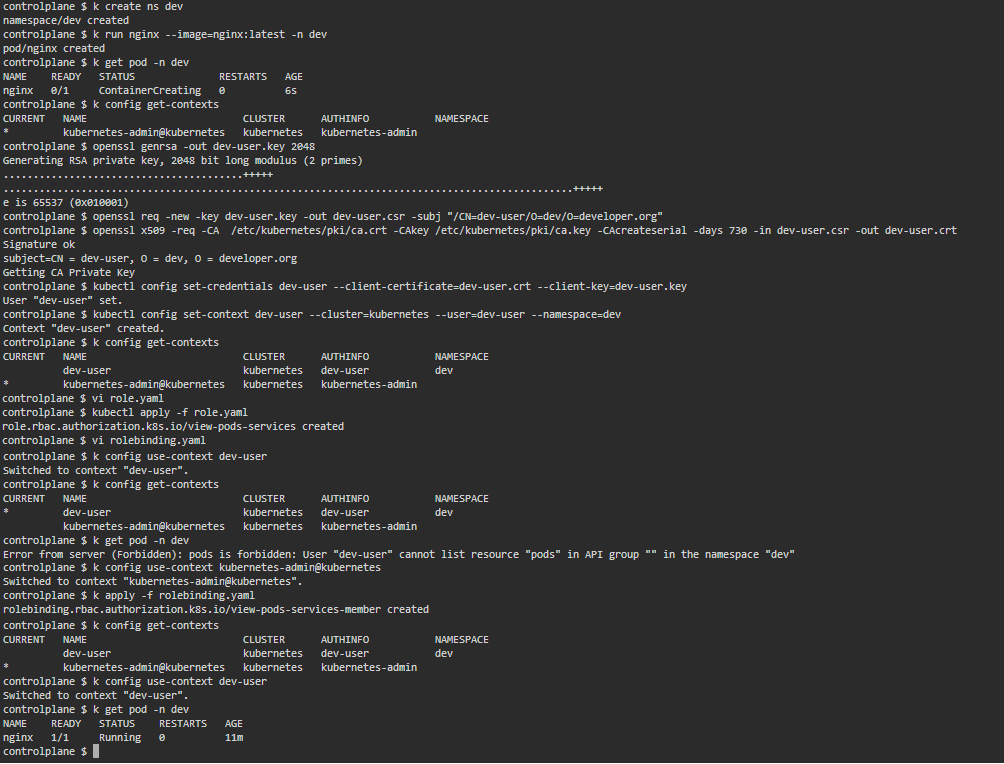 controlplane $ k create ns dev
namespace/dev created
controlplane $ k run nginx --image=nginx:latest -n dev
pod/nginx created
controlplane $ k get pod -n dev
NAME    READY   STATUS              RESTARTS   AGE
nginx   0/1     ContainerCreating   0          6s
controlplane $ k config get-contexts
CURRENT   NAME                          CLUSTER      AUTHINFO           NAMESPACE
*         kubernetes-admin@kubernetes   kubernetes   kubernetes-admin
controlplane $ openssl genrsa -out dev-user.key 2048
Generating RSA private key, 2048 bit long modulus (2 primes)
........................................+++++
...............................................................................................+++++
e is 65537 (0x010001)
controlplane $ openssl req -new -key dev-user.key -out dev-user.csr -subj "/CN=dev-user/O=dev/O=developer.org"
controlplane $ openssl x509 -req -CA  /etc/kubernetes/pki/ca.crt -CAkey /etc/kubernetes/pki/ca.key -CAcreateserial -days 730 -in dev-user.csr -out dev-user.crt
Signature ok
subject=CN = dev-user, O = dev, O = developer.org
Getting CA Private Key
controlplane $ kubectl config set-credentials dev-user --client-certificate=dev-user.crt --client-key=dev-user.key
User "dev-user" set.
controlplane $ kubectl config set-context dev-user --cluster=kubernetes --user=dev-user --namespace=dev
Context "dev-user" created.
controlplane $ k config get-contexts
CURRENT   NAME                          CLUSTER      AUTHINFO           NAMESPACE
          dev-user                      kubernetes   dev-user           dev
*         kubernetes-admin@kubernetes   kubernetes   kubernetes-admin
controlplane $ vi role.yaml
controlplane $ kubectl apply -f role.yaml
role.rbac.authorization.k8s.io/view-pods-services created
controlplane $ vi rolebinding.yaml
controlplane $ k config use-context dev-user
Switched to context "dev-user".
controlplane $ k config get-contexts
CURRENT   NAME                          CLUSTER      AUTHINFO           NAMESPACE
*         dev-user                      kubernetes   dev-user           dev
          kubernetes-admin@kubernetes   kubernetes   kubernetes-admin
controlplane $ k get pod -n dev
Error from server (Forbidden): pods is forbidden: User "dev-user" cannot list resource "pods" in API group "" in the namespace "dev"
controlplane $ k config use-context kubernetes-admin@kubernetes
Switched to context "kubernetes-admin@kubernetes".
controlplane $ k apply -f rolebinding.yaml
rolebinding.rbac.authorization.k8s.io/view-pods-services-member created
controlplane $ k config get-contexts
CURRENT   NAME                          CLUSTER      AUTHINFO           NAMESPACE
          dev-user                      kubernetes   dev-user           dev
*         kubernetes-admin@kubernetes   kubernetes   kubernetes-admin
controlplane $ k config use-context dev-user
Switched to context "dev-user".
controlplane $ k get pod -n dev
NAME    READY   STATUS    RESTARTS   AGE
nginx   1/1     Running   0          11m
controlplane $